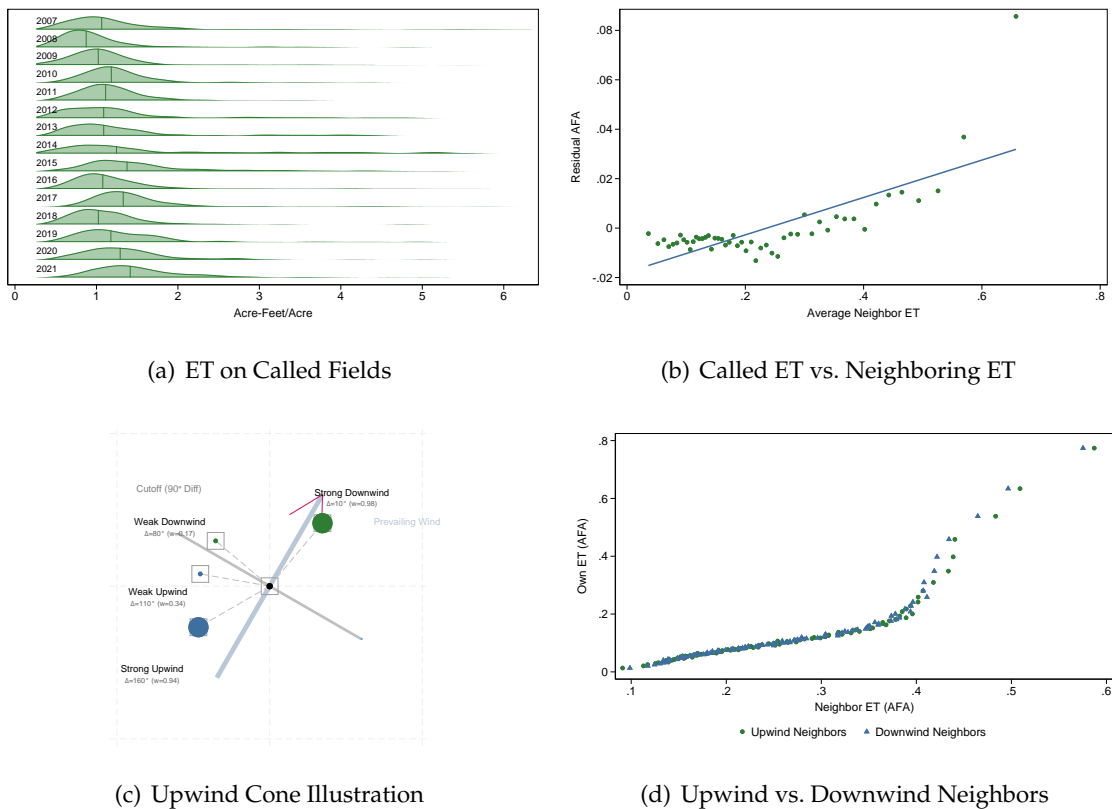 2007
2008
2009
2010
2011
2012
2013
2014
2015
2016
2017
2018
2019
2020
2021
0 1 2 3 4 5 6
Acre-Feet/Acre
(a) ET on Called Fields
.08
.06
.04
.02
0
-.02
Residual AFA
0 .2 .4 .6 .8
Average Neighbor ET
(b) Called ET vs. Neighboring ET
Cutoff (90° Diff)
Strong Downwind
Δ=10° (w=0.98)
Prevailing Wind
Weak Downwind
Δ=80° (w=0.17)
Weak Upwind
Δ=110° (w=0.34)
Strong Upwind
Δ=160° (w=0.94)
(c) Upwind Cone Illustration
.8
.6
.4
.2
0
Own ET (AFA)
.1 .2 .3 .4 .5 .6
Neighbor ET (AFA)
Upwind Neighbors Downwind Neighbors
(d) Upwind vs. Downwind Neighbors